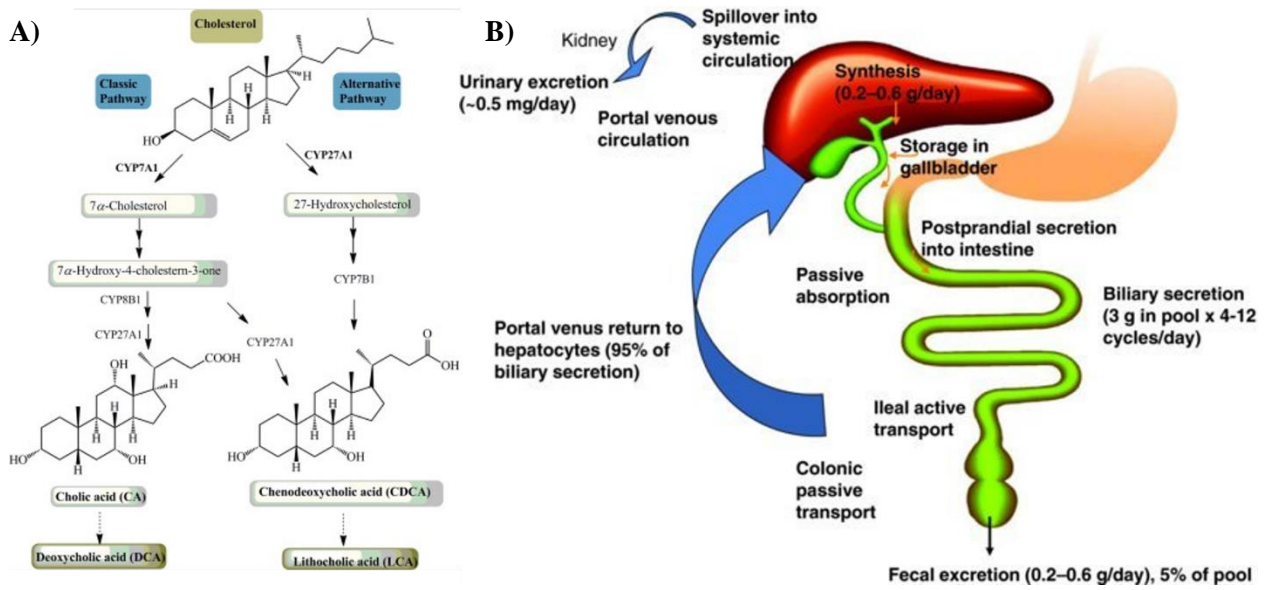 A)
Cholesterol
Classic
Pathway
Alternative
Pathway
H
H
H
HO
CYP7A1
CYP27A1
7α-Cholesterol
27-Hydroxycholesterol
7α-Hydroxy-4-cholestern-3-one
CYP8B1
CYP27A1
CYP7B1
CYP27A1
OH
COOH
H
H
H
H
HO
OH
H
O
OH
H
H
H
HO
OH
H
Cholic acid (CA)
Chenodeoxycholic acid (CDCA)
Deoxycholic acid (DCA)
Lithocholic acid (LCA)
B)
Kidney
Spillover into
systemic
circulation
Urinary excretion
(~0.5 mg/day)
Portal venous
circulation
Synthesis
(0.2–0.6 g/day)
Storage in
gallbladder
Postprandial secretion
into intestine
Passive
absorption
Biliary secretion
(3 g in pool x 4-12
cycles/day)
Portal venus return to
hepatocytes (95% of
biliary secretion)
Ileal active
transport
Colonic
passive
transport
Fecal excretion (0.2–0.6 g/day), 5% of pool